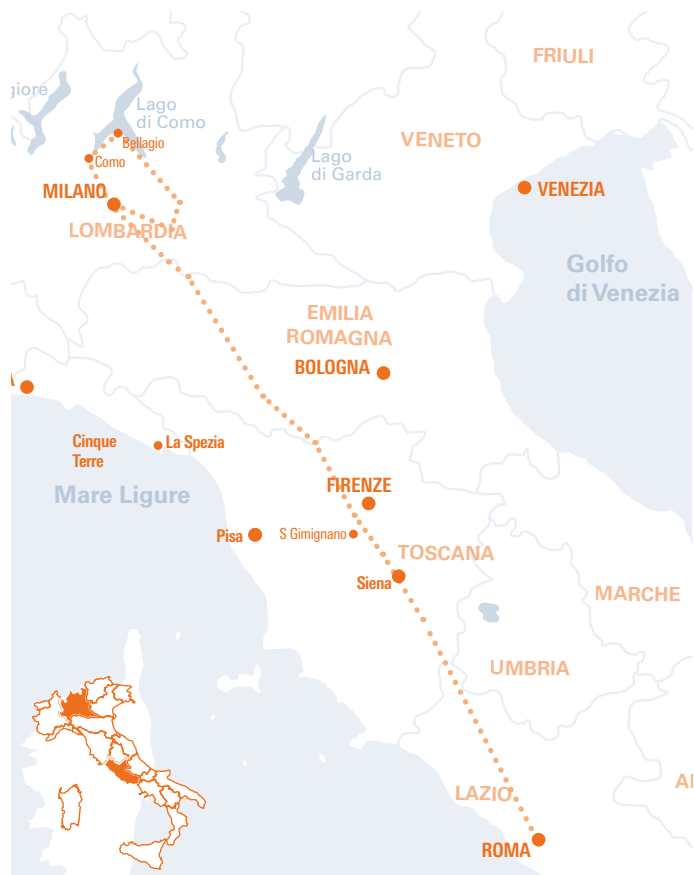 FRIULI
giore
Lago
di Como
VENETO
Bellagio
Como
Lago
di Garda
MILANO
VENEZIA
LOMBARDIA
Golfo
di Venezia
EMILIA
ROMAGNA
BOLOGNA
Cinque
Terre
La Spezia
Mare Ligure
FIRENZE
Pisa
S Gimignano
TOSCANA
Siena
MARCHE
UMBRIA
LAZIO
ROMA